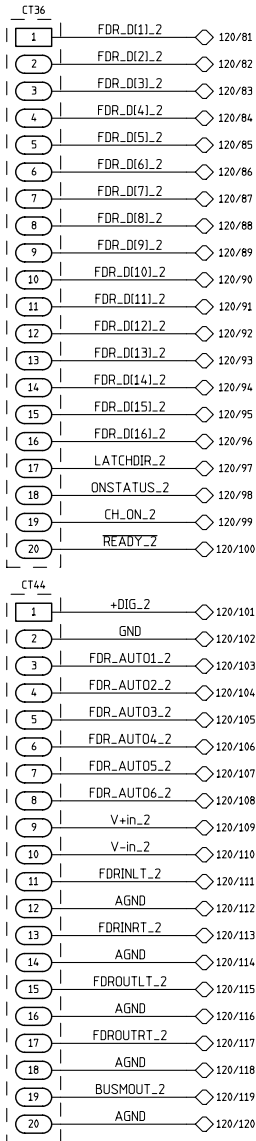 CT36
1 FDR_D[1]_2 120/81
2 FDR_D[2]_2 120/82
3 FDR_D[3]_2 120/83
4 FDR_D[4]_2 120/84
5 FDR_D[5]_2 120/85
6 FDR_D[6]_2 120/86
7 FDR_D[7]_2 120/87
8 FDR_D[8]_2 120/88
9 FDR_D[9]_2 120/89
10 FDR_D[10]_2 120/90
11 FDR_D[11]_2 120/91
12 FDR_D[12]_2 120/92
13 FDR_D[13]_2 120/93
14 FDR_D[14]_2 120/94
15 FDR_D[15]_2 120/95
16 FDR_D[16]_2 120/96
17 LATCHDIR_2 120/97
18 ONSTATUS_2 120/98
19 CH_ON_2 120/99
20 READY_2 120/100
CT44
1 +DIG_2 120/101
2 GND 120/102
3 FDR_AUTO1_2 120/103
4 FDR_AUTO2_2 120/104
5 FDR_AUTO3_2 120/105
6 FDR_AUTO4_2 120/106
7 FDR_AUTO5_2 120/107
8 FDR_AUTO6_2 120/108
9 V+in_2 120/109
10 V-in_2 120/110
11 FDRINLT_2 120/111
12 AGND 120/112
13 FDRINRT_2 120/113
14 AGND 120/114
15 FDROUTLT_2 120/115
16 AGND 120/116
17 FDROUTRT_2 120/117
18 AGND 120/118
19 BUSMOUT_2 120/119
20 AGND 120/120